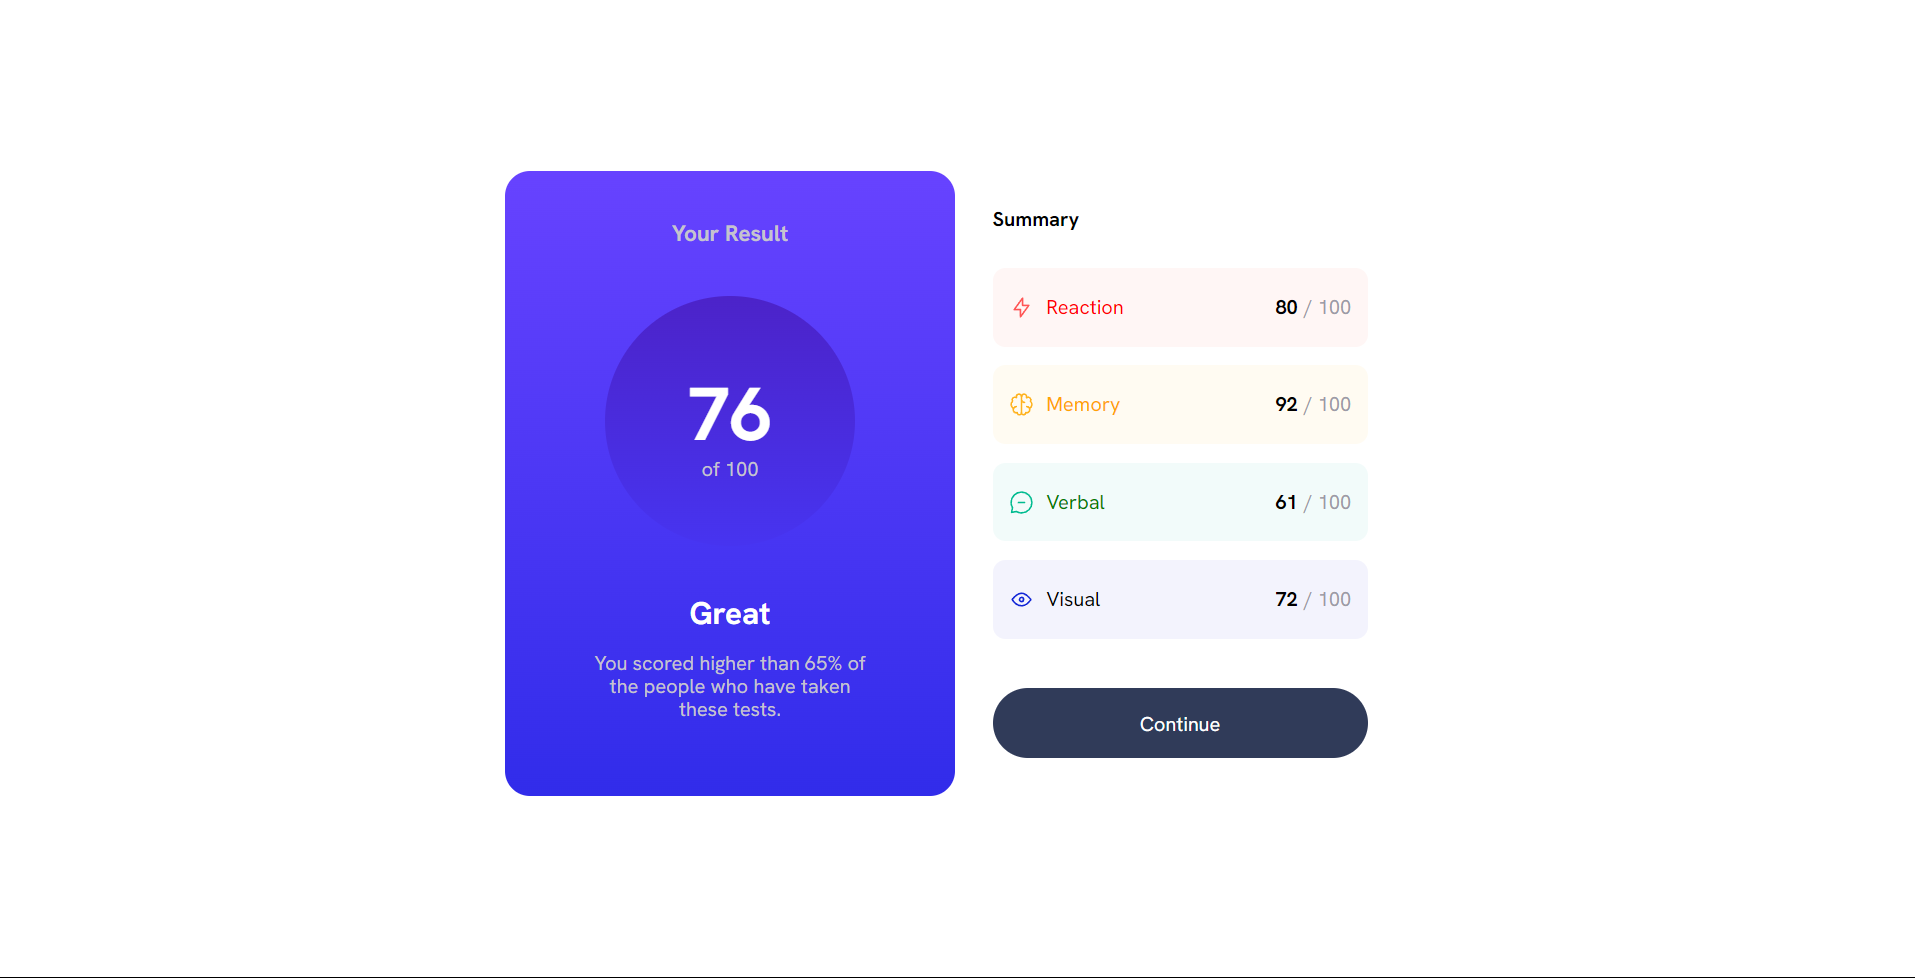 Your Result
76
of 100
Great
You scored higher than 65% of
the people who have taken
these tests.
Summary
Reaction 80 / 100
Memory 92 / 100
Verbal 61 / 100
Visual 72 / 100
Continue